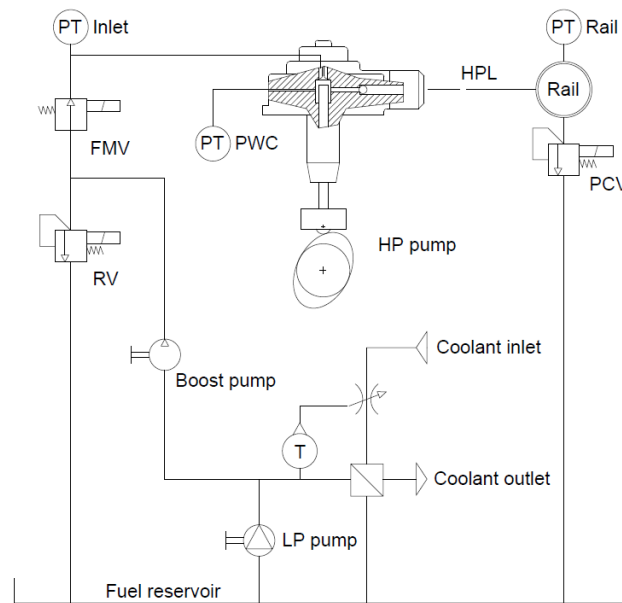 PT Inlet
PT Rail
HPL
Rail
FMV
PT PWC
PCV
HP pump
RV
Boost pump
Coolant inlet
T
Coolant outlet
LP pump
Fuel reservoir